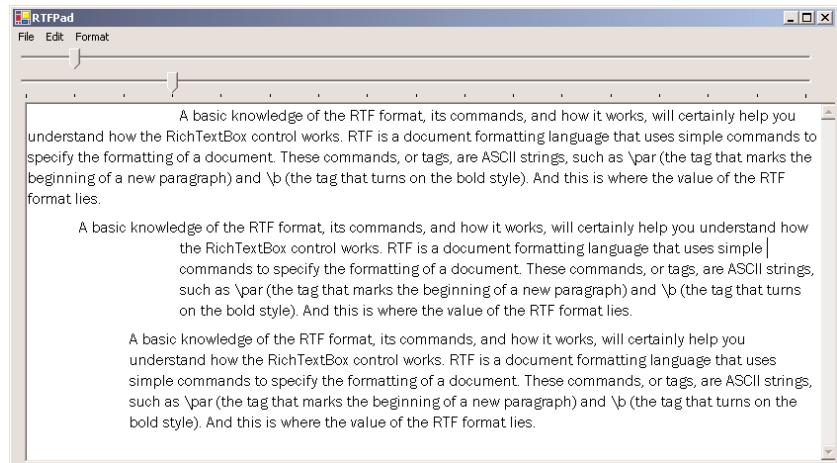 RTFPad
File Edit Format
A basic knowledge of the RTF format, its commands, and how it works, will certainly help you
understand how the RichTextBox control works. RTF is a document formatting language that uses simple commands to
specify the formatting of a document. These commands, or tags, are ASCII strings, such as \par (the tag that marks the
beginning of a new paragraph) and \b (the tag that turns on the bold style). And this is where the value of the RTF
format lies.
A basic knowledge of the RTF format, its commands, and how it works, will certainly help you understand how
the RichTextBox control works. RTF is a document formatting language that uses simple
commands to specify the formatting of a document. These commands, or tags, are ASCII strings,
such as \par (the tag that marks the beginning of a new paragraph) and \b (the tag that turns
on the bold style). And this is where the value of the RTF format lies.
A basic knowledge of the RTF format, its commands, and how it works, will certainly help you
understand how the RichTextBox control works. RTF is a document formatting language that uses
simple commands to specify the formatting of a document. These commands, or tags, are ASCII strings,
such as \par (the tag that marks the beginning of a new paragraph) and \b (the tag that turns on the
bold style). And this is where the value of the RTF format lies.